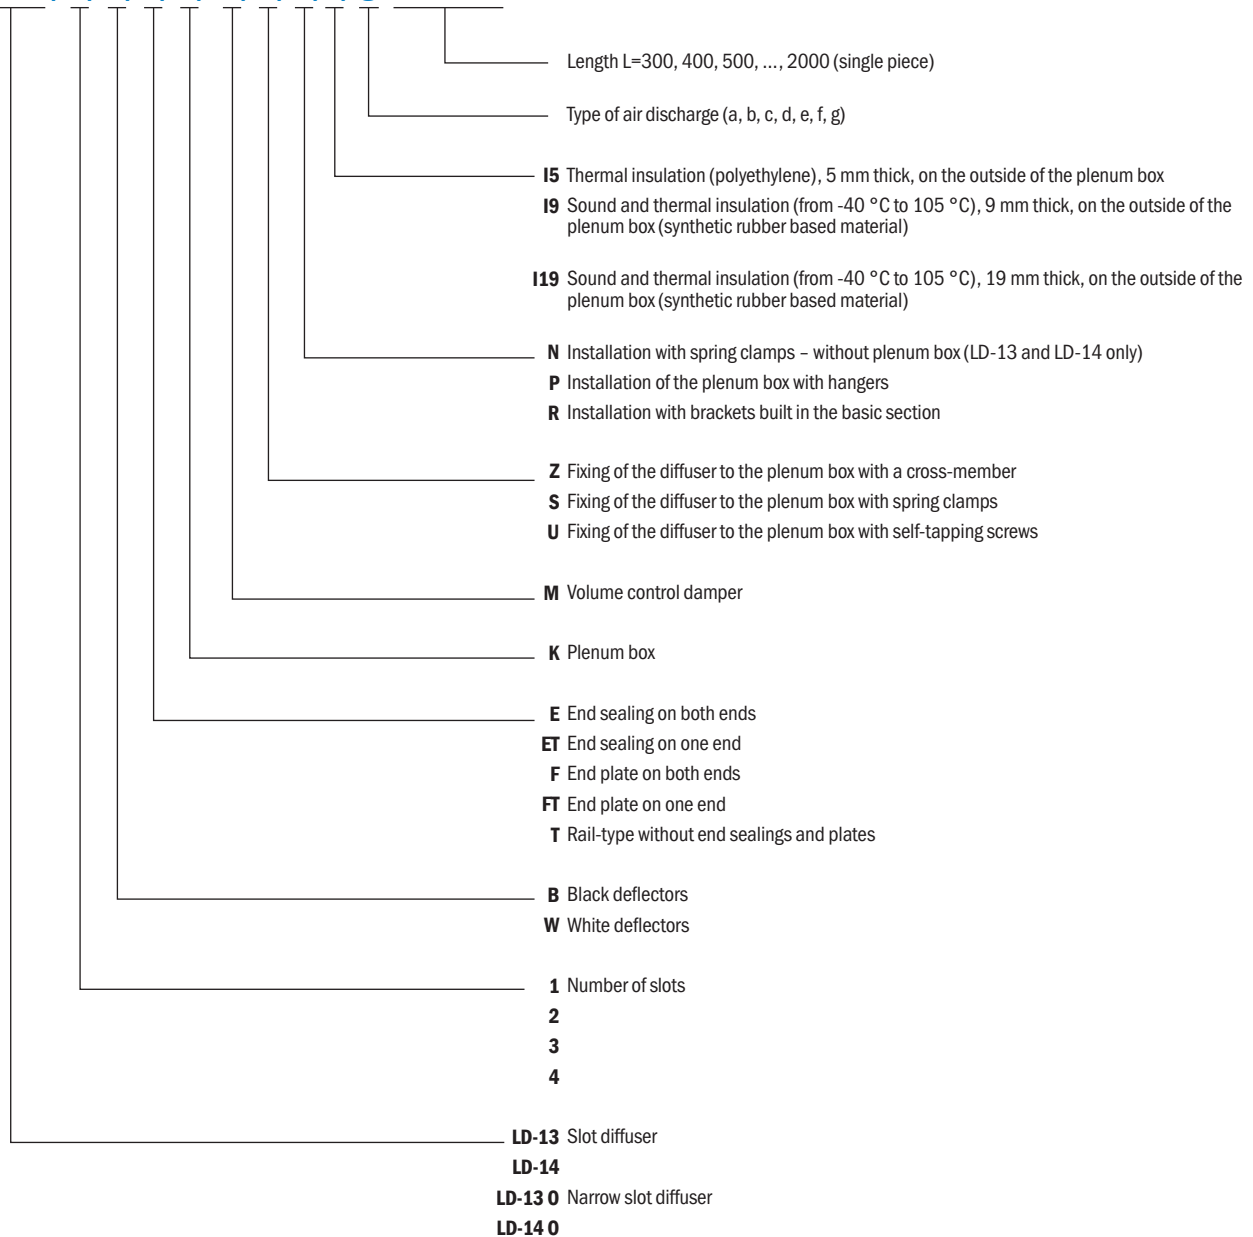 Length L=300, 400, 500, ..., 2000 (single piece)
Type of air discharge (a, b, c, d, e, f, g)
I5 Thermal insulation (polyethylene), 5 mm thick, on the outside of the plenum box
I9 Sound and thermal insulation (from -40 °C to 105 °C), 9 mm thick, on the outside of the
plenum box (synthetic rubber based material)
I19 Sound and thermal insulation (from -40 °C to 105 °C), 19 mm thick, on the outside of the
plenum box (synthetic rubber based material)
N Installation with spring clamps – without plenum box (LD-13 and LD-14 only)
P Installation of the plenum box with hangers
R Installation with brackets built in the basic section
Z Fixing of the diffuser to the plenum box with a cross-member
S Fixing of the diffuser to the plenum box with spring clamps
U Fixing of the diffuser to the plenum box with self-tapping screws
M Volume control damper
K Plenum box
E End sealing on both ends
ET End sealing on one end
F End plate on both ends
FT End plate on one end
T Rail-type without end sealings and plates
B Black deflectors
W White deflectors
1 Number of slots
2
3
4
LD-13 Slot diffuser
LD-14
LD-13 O Narrow slot diffuser
LD-14 O